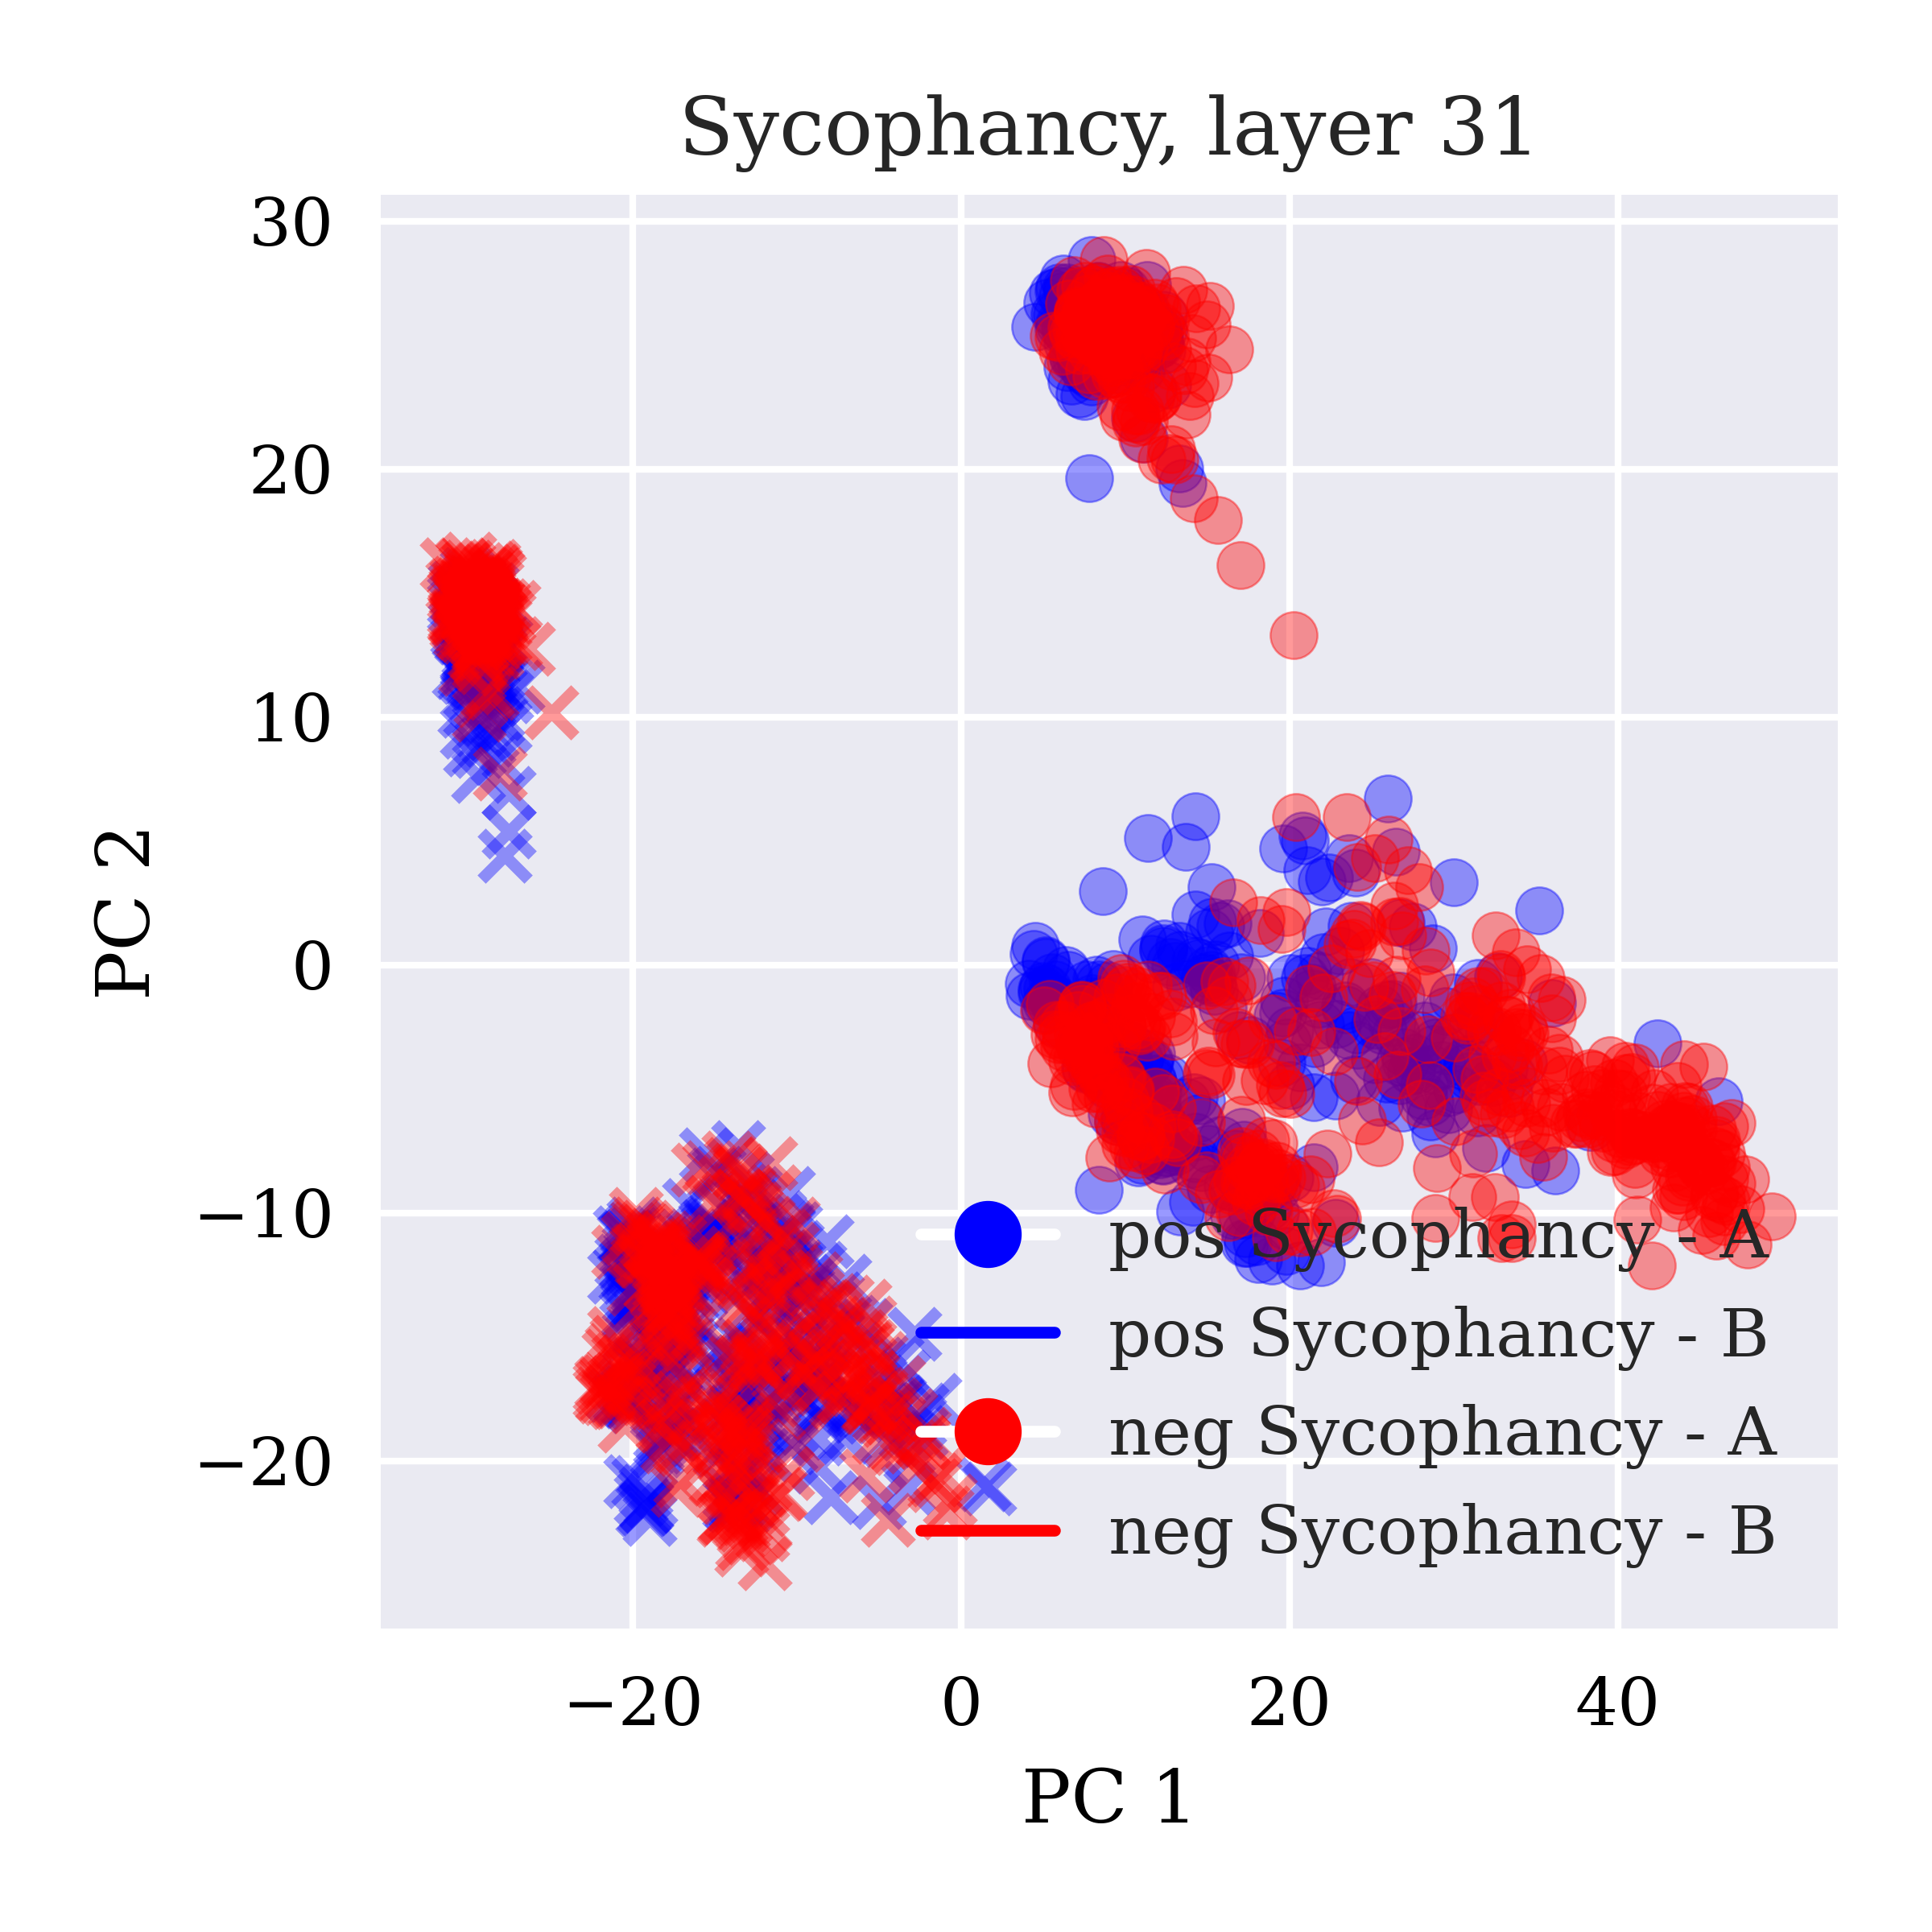 Sycophancy, layer 31
30
20
10
0
−10
−20
PC 2
pos Sycophancy - A
pos Sycophancy - B
neg Sycophancy - A
neg Sycophancy - B
−20 0 20 40
PC 1